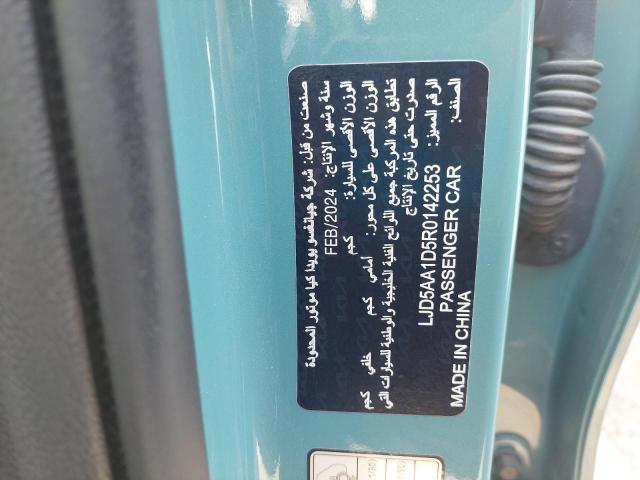 صنعت من قبل: شركة جيانغسو يويدا كيا موتورز المحدودة
سنة وشهر الإنتاج: FEB/2024
الوزن الأقصى للسيارة: كجم
الوزن الأقصى على كل محور: أمامي كجم خلفي كجم
تطابق هذه المركبة جميع اللوائح الفنية الخليجية والوطنية للسيارات التي
صدرت حتى تاريخ الإنتاج
الرقم المميز: LJD5AA1D5R0142253
الصنف: PASSENGER CAR
MADE IN CHINA